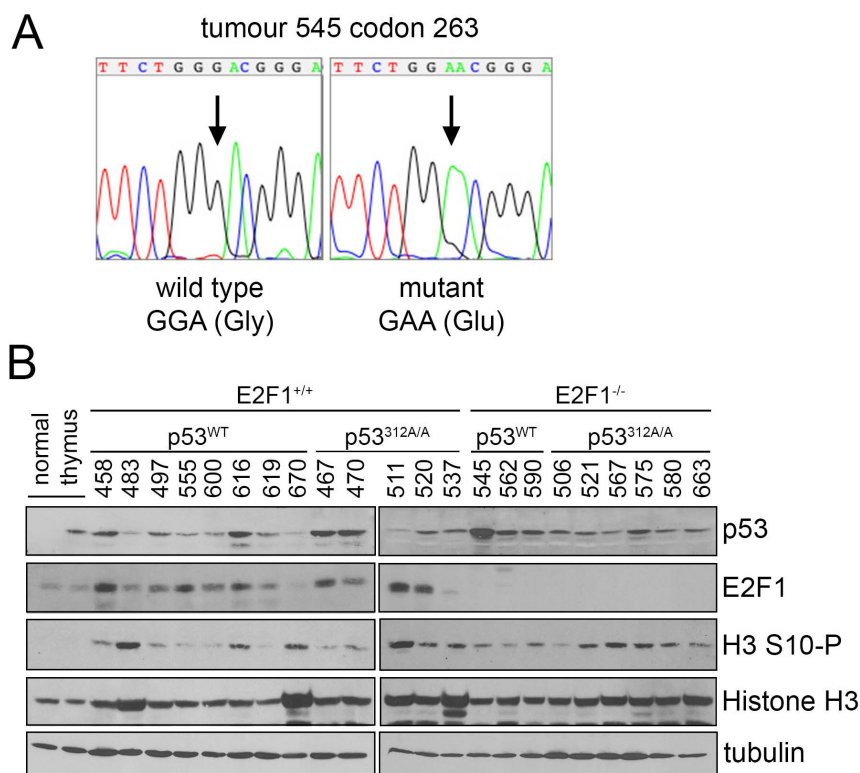 A
tumour 545 codon 263
T T C T G G G A C G G G A
T T C T G G A A C G G G A
wild type
GGA (Gly)
mutant
GAA (Glu)
B
E2F1+/+
E2F1-/-
normal
thymus
p53WT
p53312A/A
p53WT
p53312A/A
458 483 497 555 600 616 619 670 467 470 511 520 537 545 562 590 506 521 567 575 580 663
p53
E2F1
H3 S10-P
Histone H3
tubulin